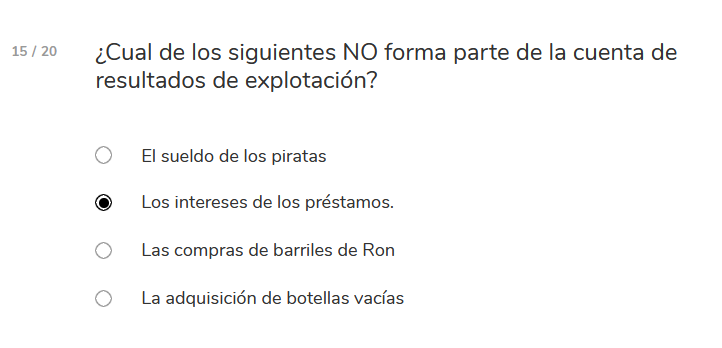 15 / 20
¿Cual de los siguientes NO forma parte de la cuenta de
resultados de explotación?
El sueldo de los piratas
Los intereses de los préstamos.
Las compras de barriles de Ron
La adquisición de botellas vacías